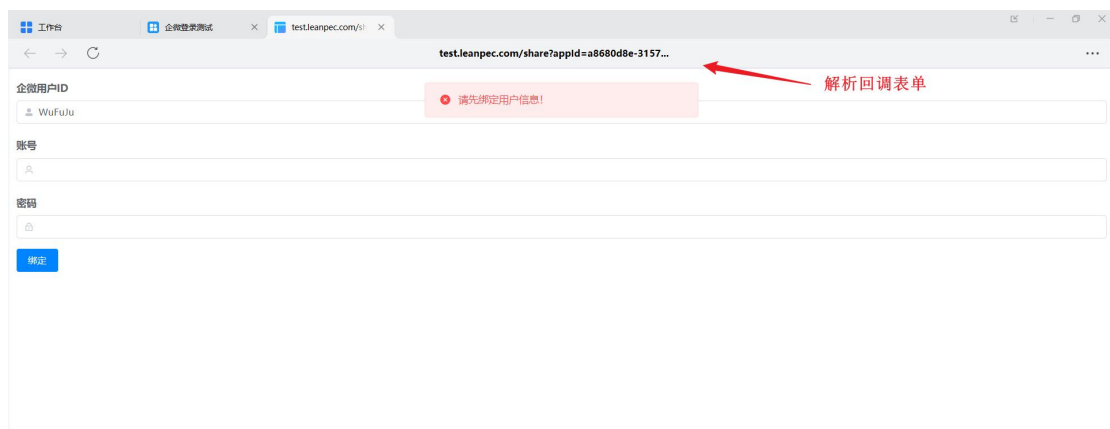 工作台 企微登录测试 test.leanpec.com/sh
test.leanpec.com/share?appId=a8680d8e-3157...
解析回调表单
企微用户ID
请先绑定用户信息!
WuFuJu
账号
密码
绑定